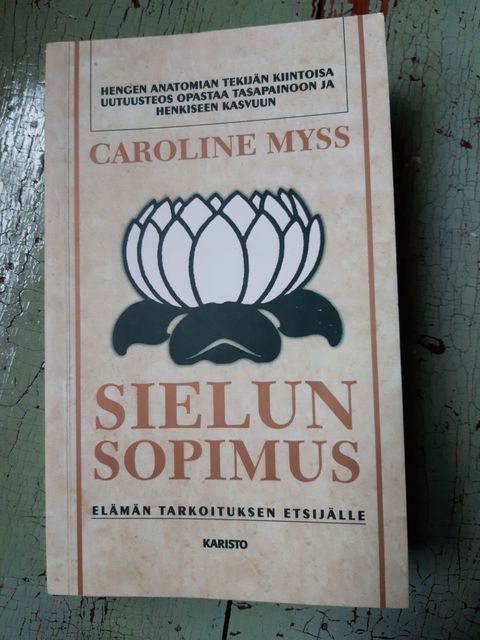 HENGEN ANATOMIAN TEKIJÄN KIINTOISA
UUTUUSTEOS OPASTAA TASAPAINOON JA
HENKISEEN KASVUUN
CAROLINE MYSS
SIELUN
SOPIMUS
ELÄMÄN TARKOITUKSEN ETSIJÄLLE
KARISTO